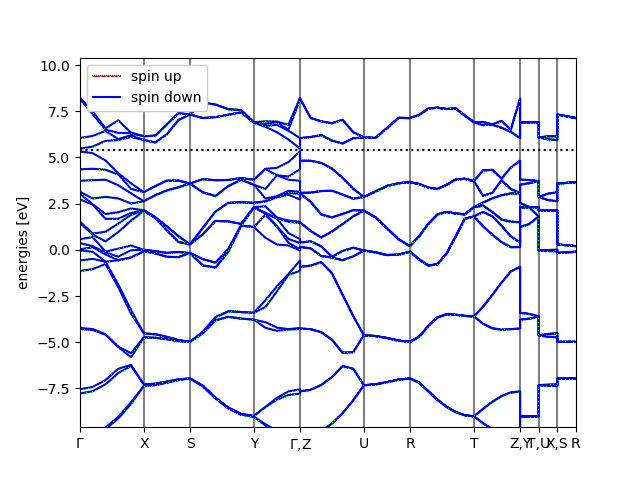 spin up
spin down
energies [eV]
10.0
7.5
5.0
2.5
0.0
−2.5
−5.0
−7.5
Γ X S Y Γ,Z U R T Z,Y T,U X,S R